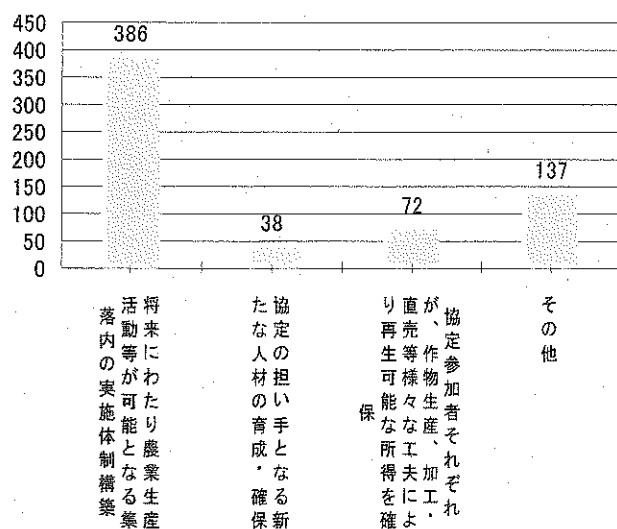 450
400
350
300
250
200
150
100
50
0
386
38
72
137
将来にわたり農業生産
活動等が可能となる集
落内の実施体制構築
協定の担い手となる新
たな人材の育成・確保
協定参加者それぞれ
が、作物生産、加工・
直売等様々な工夫によ
り再生可能な所得を確
保
その他